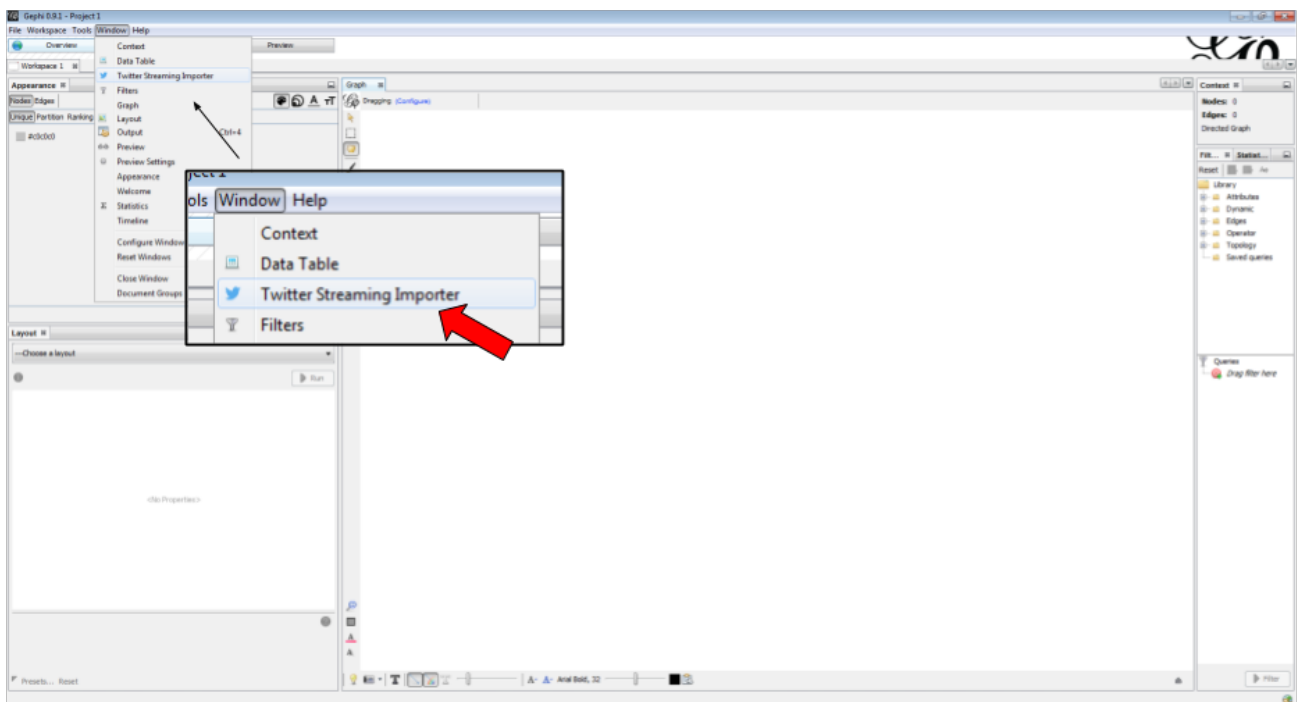 Gephi 0.9.1 - Project 1
File Workspace Tools Window Help
Overview
Preview
Workspace 1
Context
Data Table
Twitter Streaming Importer
Filters
Graph
Layout
Output Ctrl+4
Preview
Preview Settings
Appearance
Welcome
Statistics
Timeline
Configure Window
Reset Windows
Close Window
Document Groups
Appearance
Nodes Edges
Unique Partition Ranking
#c0c0c0
ols Window Help
Context
Data Table
Twitter Streaming Importer
Filters
Layout
---Choose a layout
Run
<No Properties>
Presets... Reset
Graph
Dragging (Configure)
A- A- Arial Bold, 32
Context
Nodes: 0
Edges: 0
Directed Graph
Filt... Statist...
Reset
Library
Attributes
Dynamic
Edges
Operator
Topology
Saved queries
Queries
Drag filter here
Filter